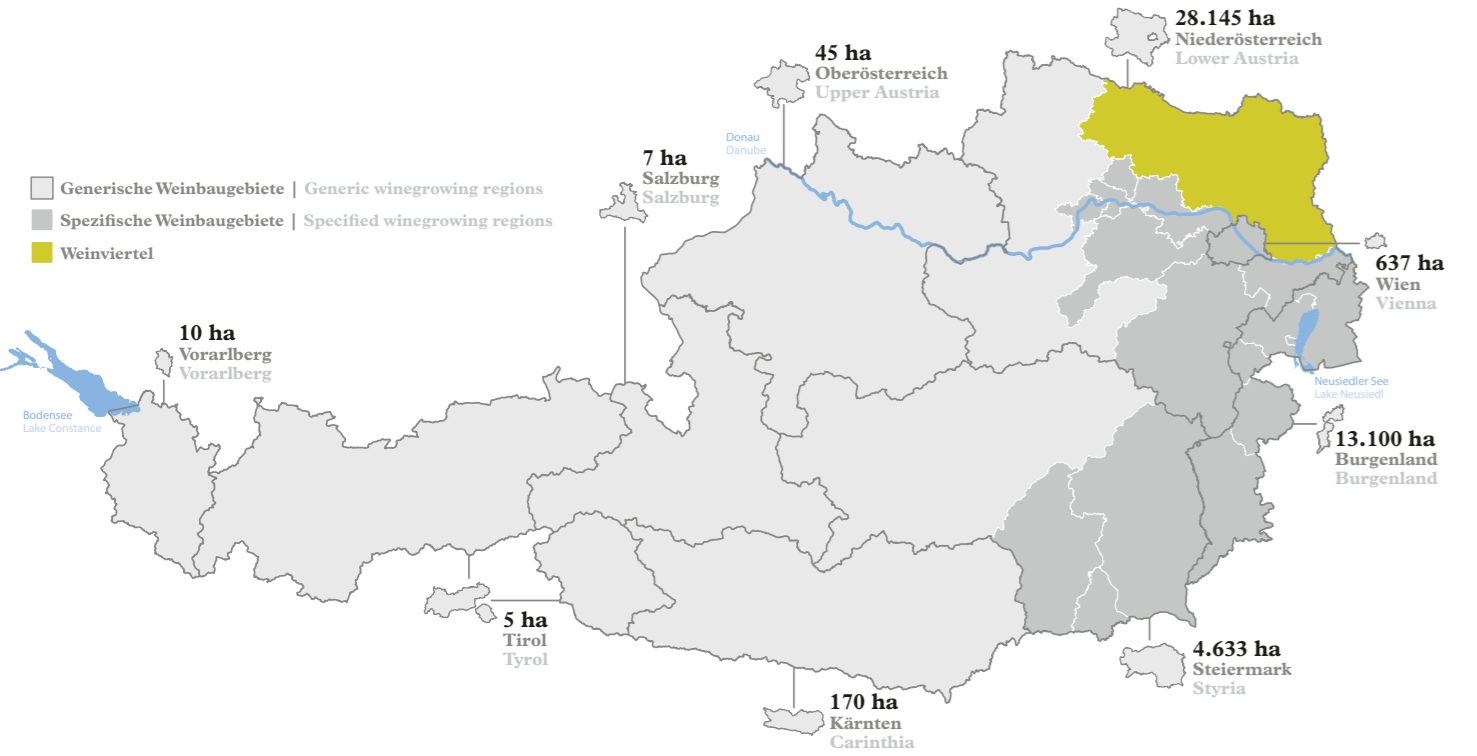 28.145 ha
Niederösterreich
Lower Austria
45 ha
Oberösterreich
Upper Austria
Donau
Danube
7 ha
Salzburg
Salzburg
Generische Weinbaugebiete | Generic winegrowing regions
Spezifische Weinbaugebiete | Specified winegrowing regions
Weinviertel
637 ha
Wien
Vienna
10 ha
Vorarlberg
Vorarlberg
Bodensee
Lake Constance
Neusiedler See
Lake Neusiedl
13.100 ha
Burgenland
Burgenland
5 ha
Tirol
Tyrol
4.633 ha
Steiermark
Styria
170 ha
Kärnten
Carinthia